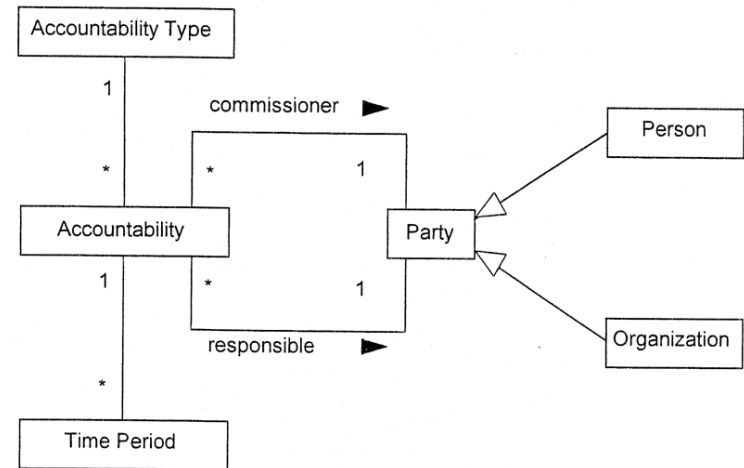 Accountability Type
1
commissioner
Person
*
*
1
Accountability
Party
1
*
1
responsible
Organization
*
Time Period